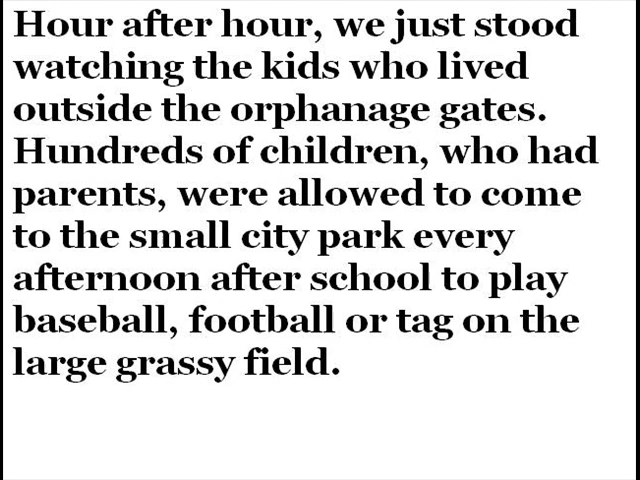 Hour after hour, we just stood
watching the kids who lived
outside the orphanage gates.
Hundreds of children, who had
parents, were allowed to come
to the small city park every
afternoon after school to play
baseball, football or tag on the
large grassy field.